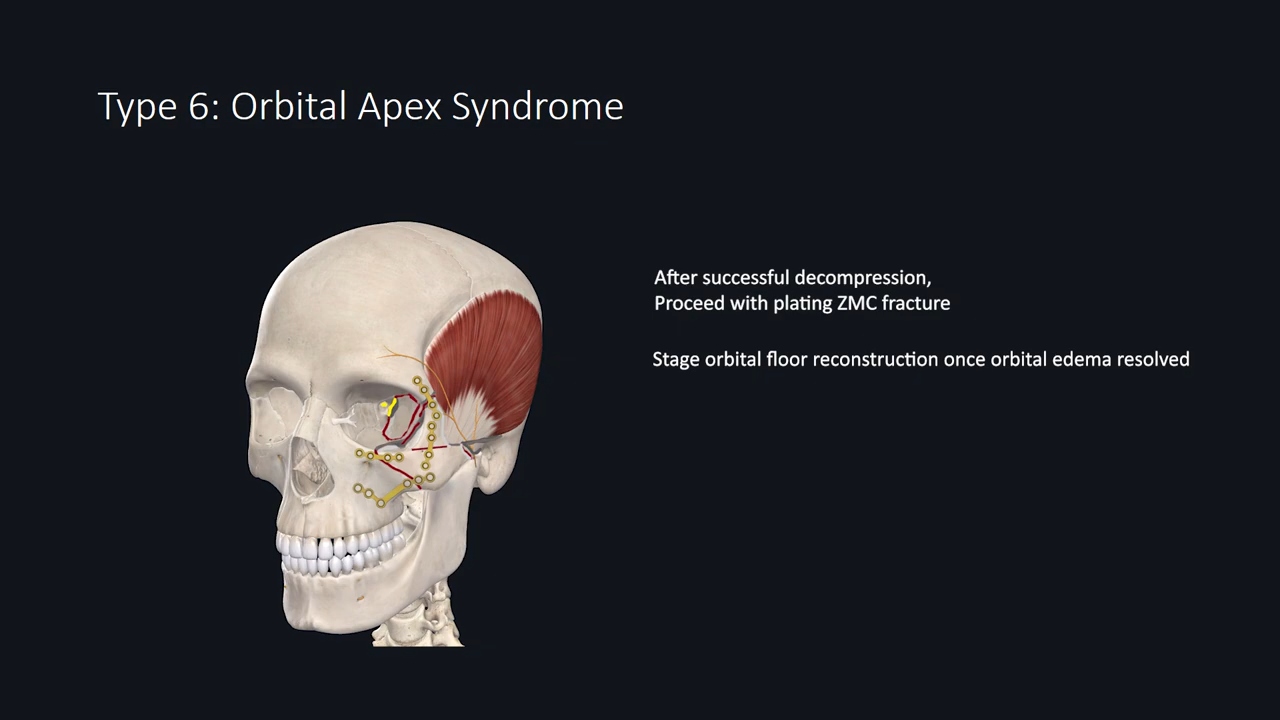 Type 6: Orbital Apex Syndrome
After successful decompression,
Proceed with plating ZMC fracture
Stage orbital floor reconstruction once orbital edema resolved